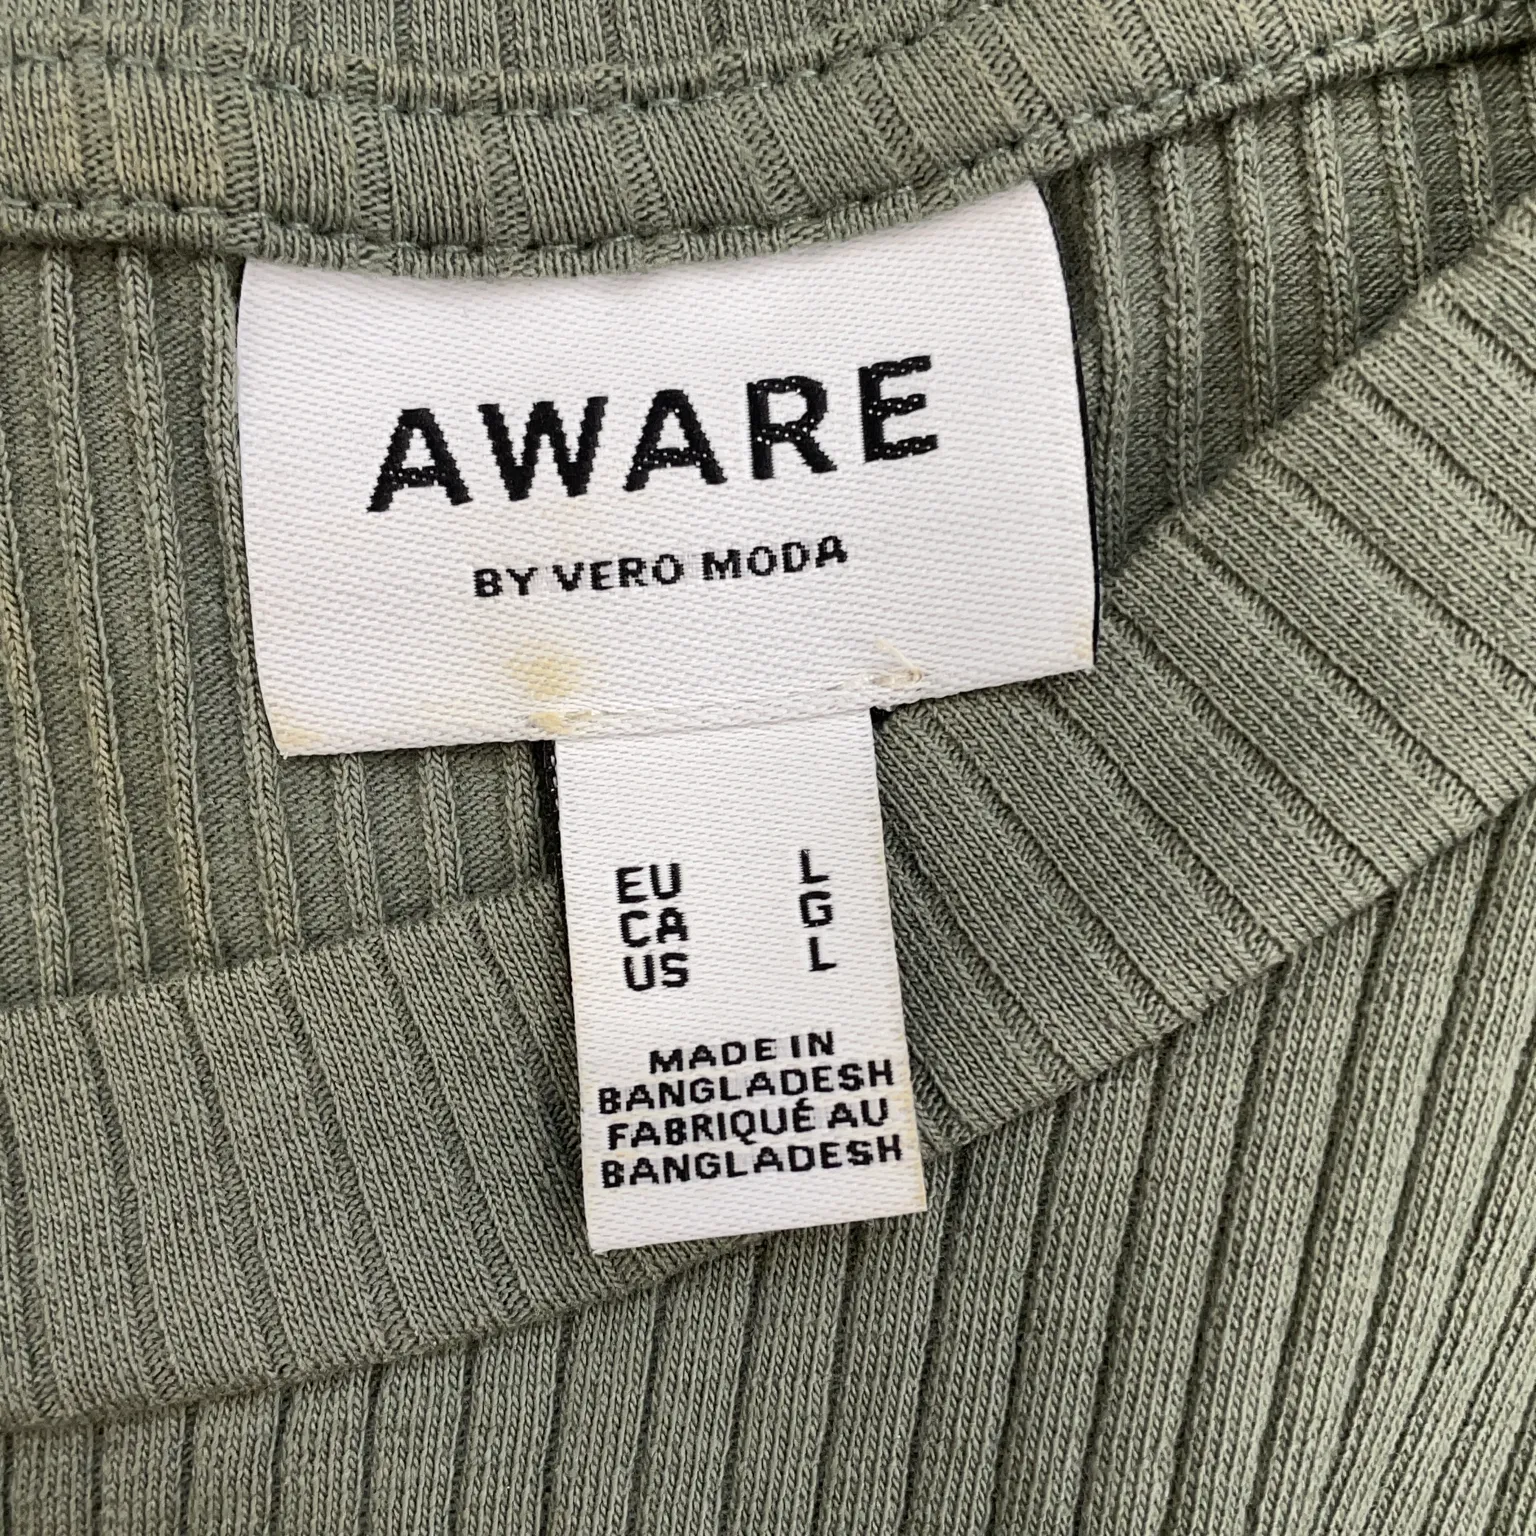 AWARE
BY VERO MODA
EU L
CA G
US L
MADE IN
BANGLADESH
FABRIQUÉ AU
BANGLADESH